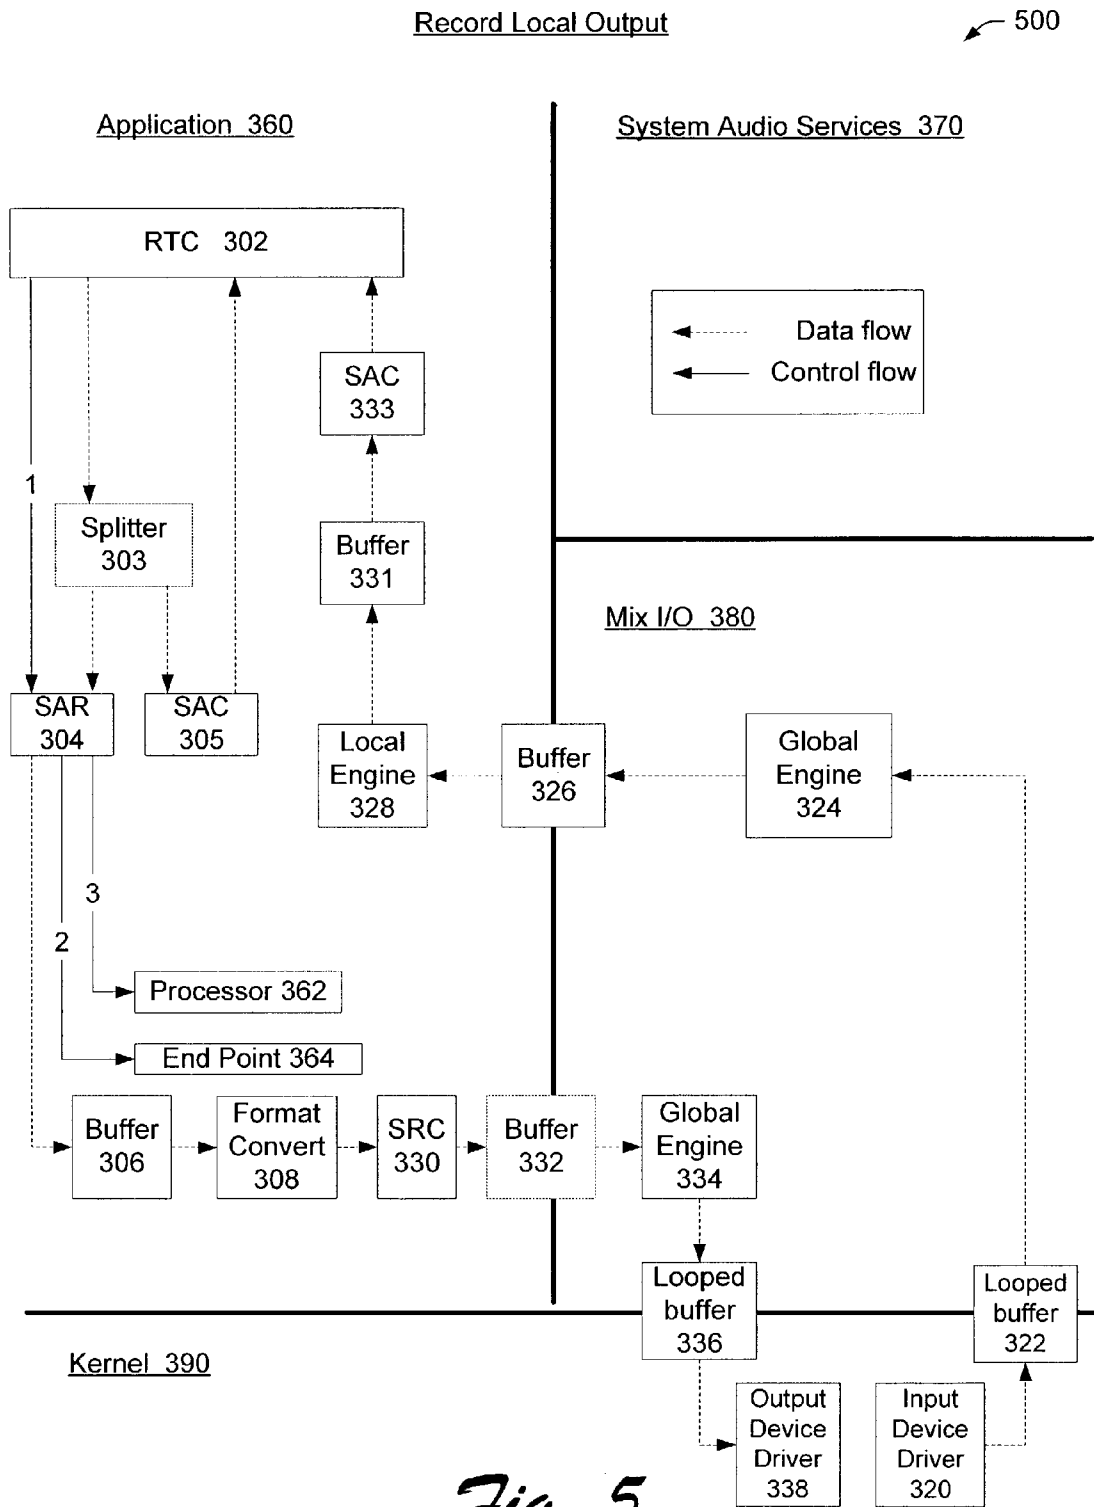 Record Local Output
500
Application 360
System Audio Services 370
RTC 302
Data flow
Control flow
SAC
333
1
Splitter
303
Buffer
331
Mix I/O 380
SAR
304
SAC
305
Local
Engine
328
Buffer
326
Global
Engine
324
3
2
Processor 362
End Point 364
Buffer
306
Format
Convert
308
SRC
330
Buffer
332
Global
Engine
334
Looped
buffer
336
Looped
buffer
322
Kernel 390
Output
Device
Driver
338
Input
Device
Driver
320
Fig. 5